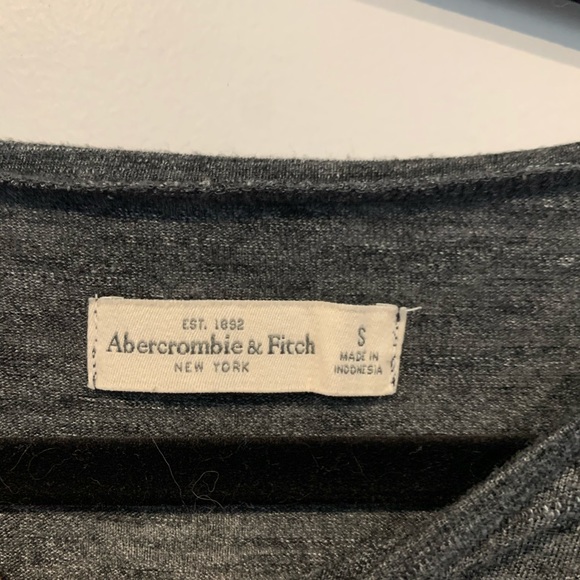 EST. 1892
Abercrombie & Fitch
NEW YORK
S
MADE IN
INDONESIA